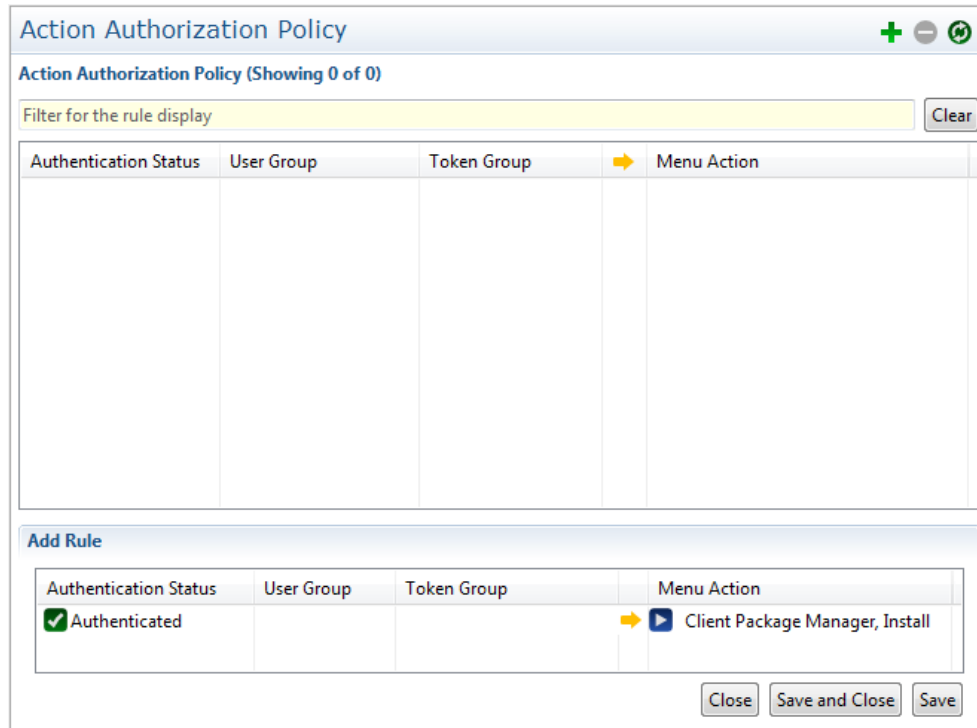 Action Authorization Policy
Action Authorization Policy (Showing 0 of 0)
Filter for the rule display Clear
Authentication Status User Group Token Group Menu Action
Add Rule
Authentication Status User Group Token Group Menu Action
Authenticated Client Package Manager, Install
Close Save and Close Save